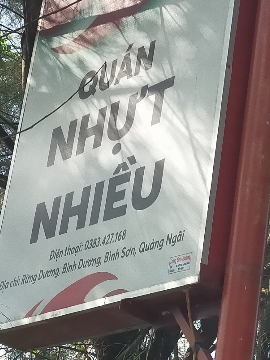 QUÁN
NHỰT
NHIỀU
Điện thoại: 0383.427.168
Địa chỉ: Rừng Dương, Bình Dương, Bình Sơn, Quảng Ngãi